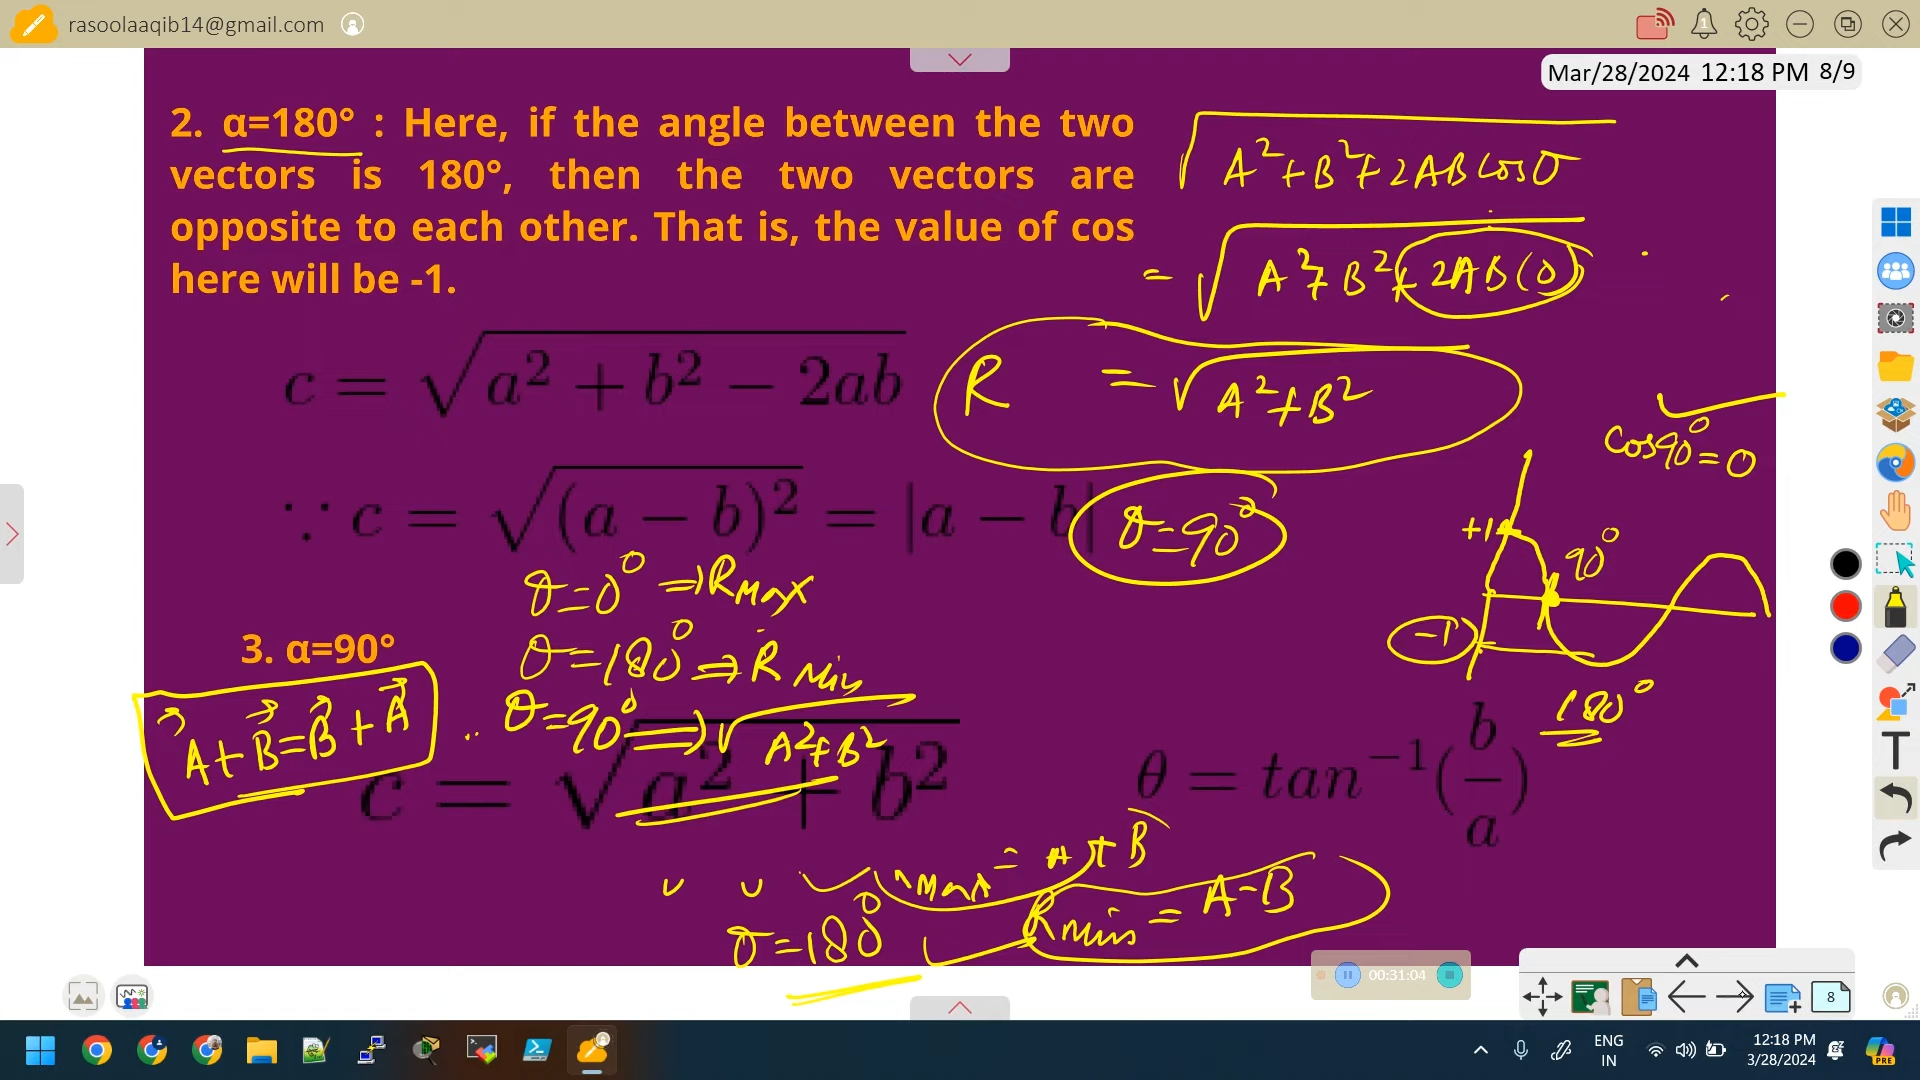 rasoolaaqib14@gmail.com
Mar/28/2024 12:18 PM 8/9
2. α=180° : Here, if the angle between the two
vectors is 180°, then the two vectors are
opposite to each other. That is, the value of cos
here will be -1.
√A²+B²+2ABcosθ
= √A²+B²+2AB(0)
c = √a² + b² − 2ab
R = √A²+B²
cos90°=0
∵ c = √(a − b)² = |a − b|
θ=90°
+1
90°
-1
180°
θ=0° ⇒RMax
θ=180°⇒RMin
3. α=90°
θ=90°⇒√A²+B²
A+B=B+A
c = √a² + b²
θ = tan⁻¹(b/a)
Max = A+B
θ=180°
Rmin = A-B
00:31:04
8
T
ENG
IN
12:18 PM
3/28/2024
PRE